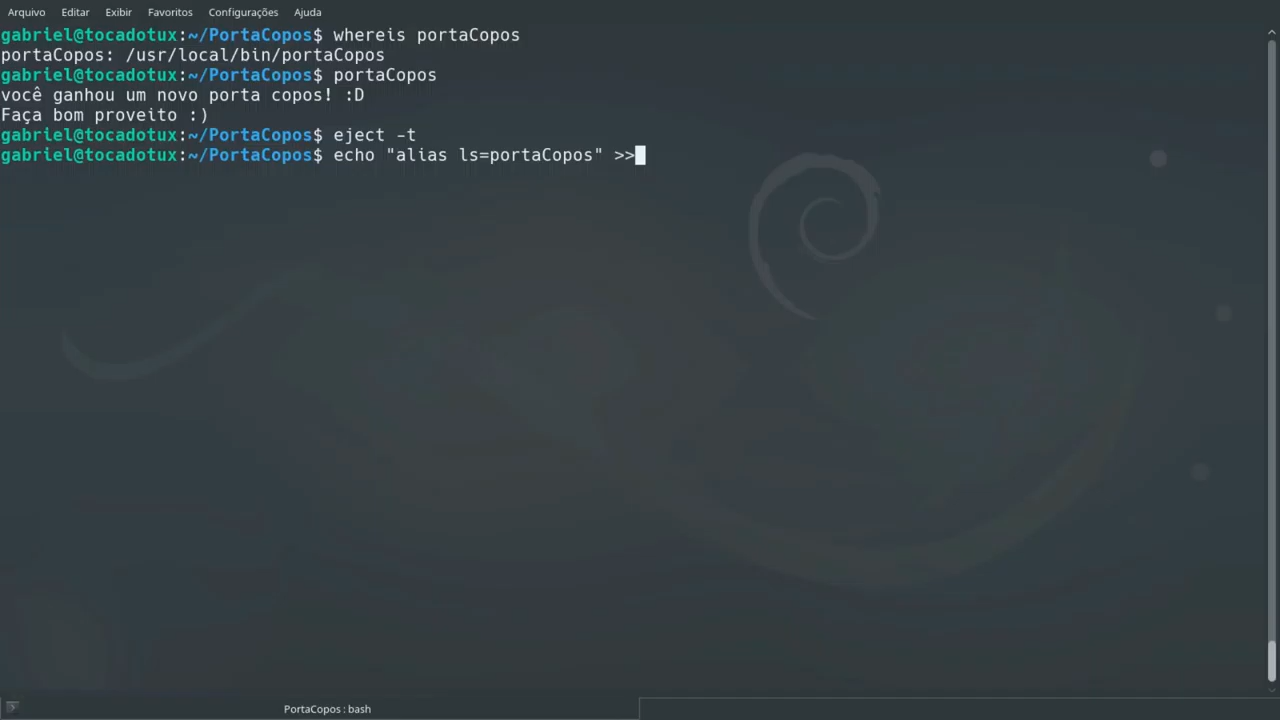 Arquivo Editar Exibir Favoritos Configurações Ajuda
gabriel@tocadotux:~/PortaCopos$ whereis portaCopos
portaCopos: /usr/local/bin/portaCopos
gabriel@tocadotux:~/PortaCopos$ portaCopos
você ganhou um novo porta copos! :D
Faça bom proveito :)
gabriel@tocadotux:~/PortaCopos$ eject -t
gabriel@tocadotux:~/PortaCopos$ echo "alias ls=portaCopos" >>
PortaCopos : bash